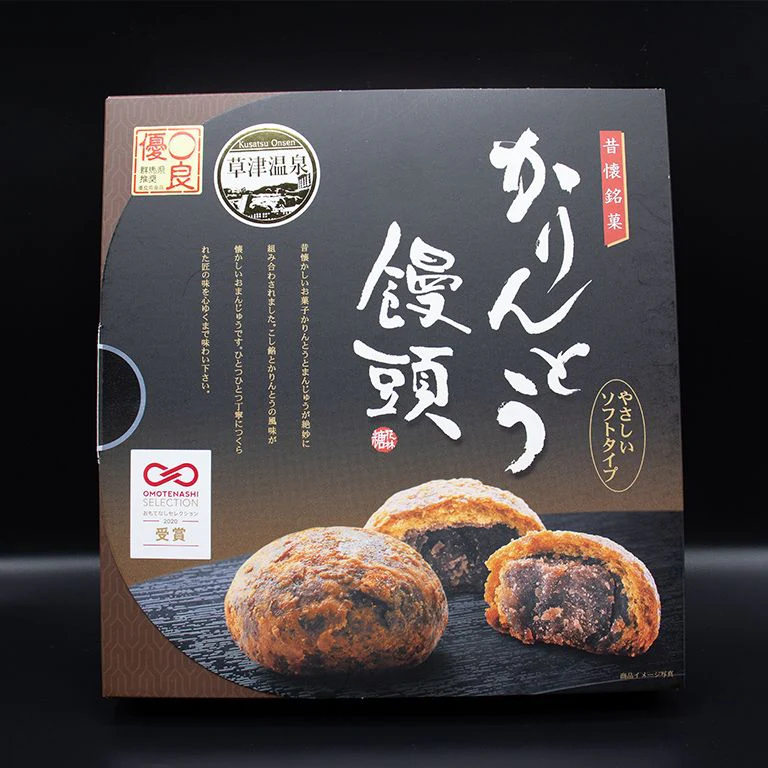 昔懐銘菓
かりんとう
饅頭
やさしい
ソフトタイプ
Kusatsu Onsen
草津温泉
優良
群馬県
推奨
昔懐かしいお菓子かりんとうとまんじゅうが絶妙に
組み合わされました。こし餡とかりんとうの風味が
懐かしいおまんじゅうです。ひとつひとつ丁寧につくら
れた匠の味を心ゆくまで味わい下さい。
OMOTENASHI
SELECTION
おもてなしセレクション
2020
受賞
商品イメージ写真